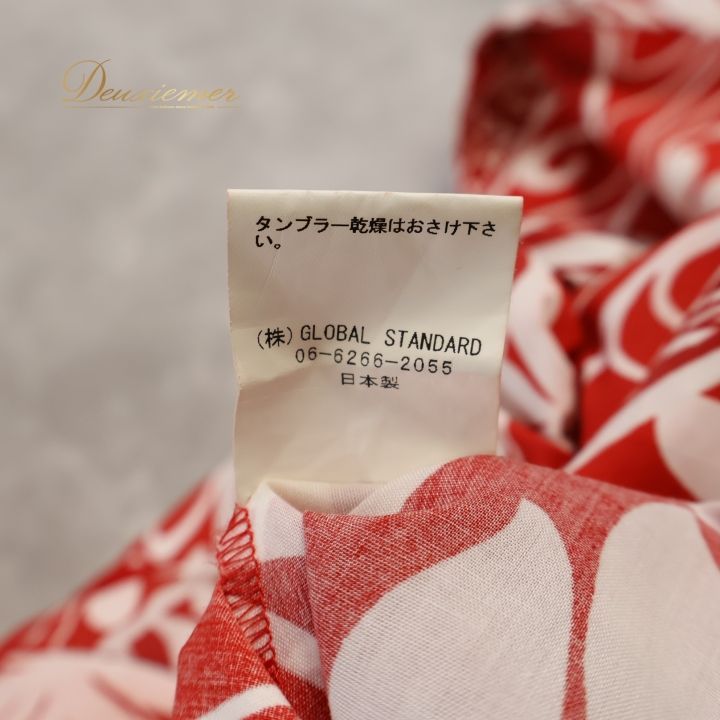 Deuxiemer
タンブラー乾燥はおさけ下さ
い。
(株) GLOBAL STANDARD
06-6266-2055
日本製